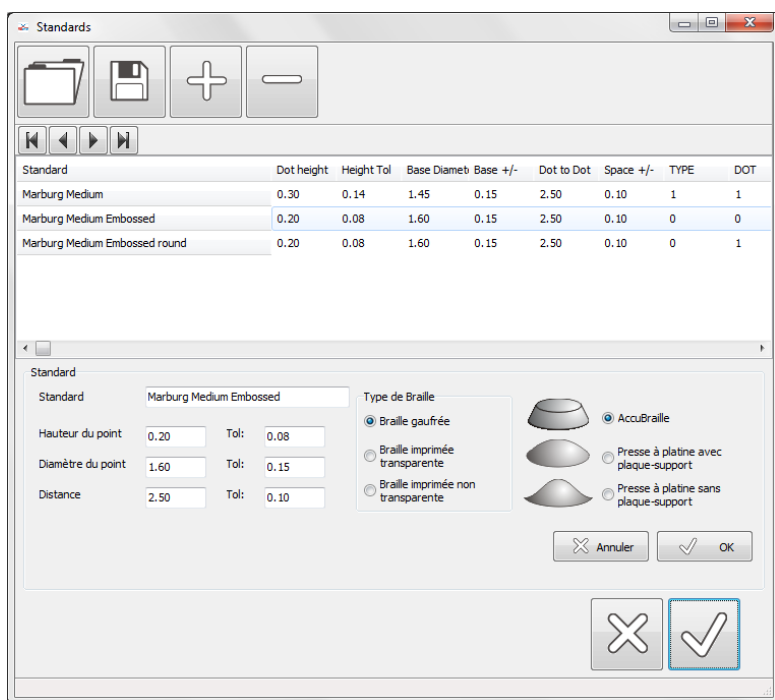 Standards
Standard Dot height Height Tol Base Diamet Base +/- Dot to Dot Space +/- TYPE DOT
Marburg Medium 0.30 0.14 1.45 0.15 2.50 0.10 1 1
Marburg Medium Embossed 0.20 0.08 1.60 0.15 2.50 0.10 0 0
Marburg Medium Embossed round 0.20 0.08 1.60 0.15 2.50 0.10 0 1
Standard
Standard Marburg Medium Embossed
Hauteur du point 0.20 Tol: 0.08
Diamètre du point 1.60 Tol: 0.15
Distance 2.50 Tol: 0.10
Type de Braille
Braille gaufrée
Braille imprimée
transparente
Braille imprimée non
transparente
AccuBraille
Presse à platine avec
plaque-support
Presse à platine sans
plaque-support
Annuler OK